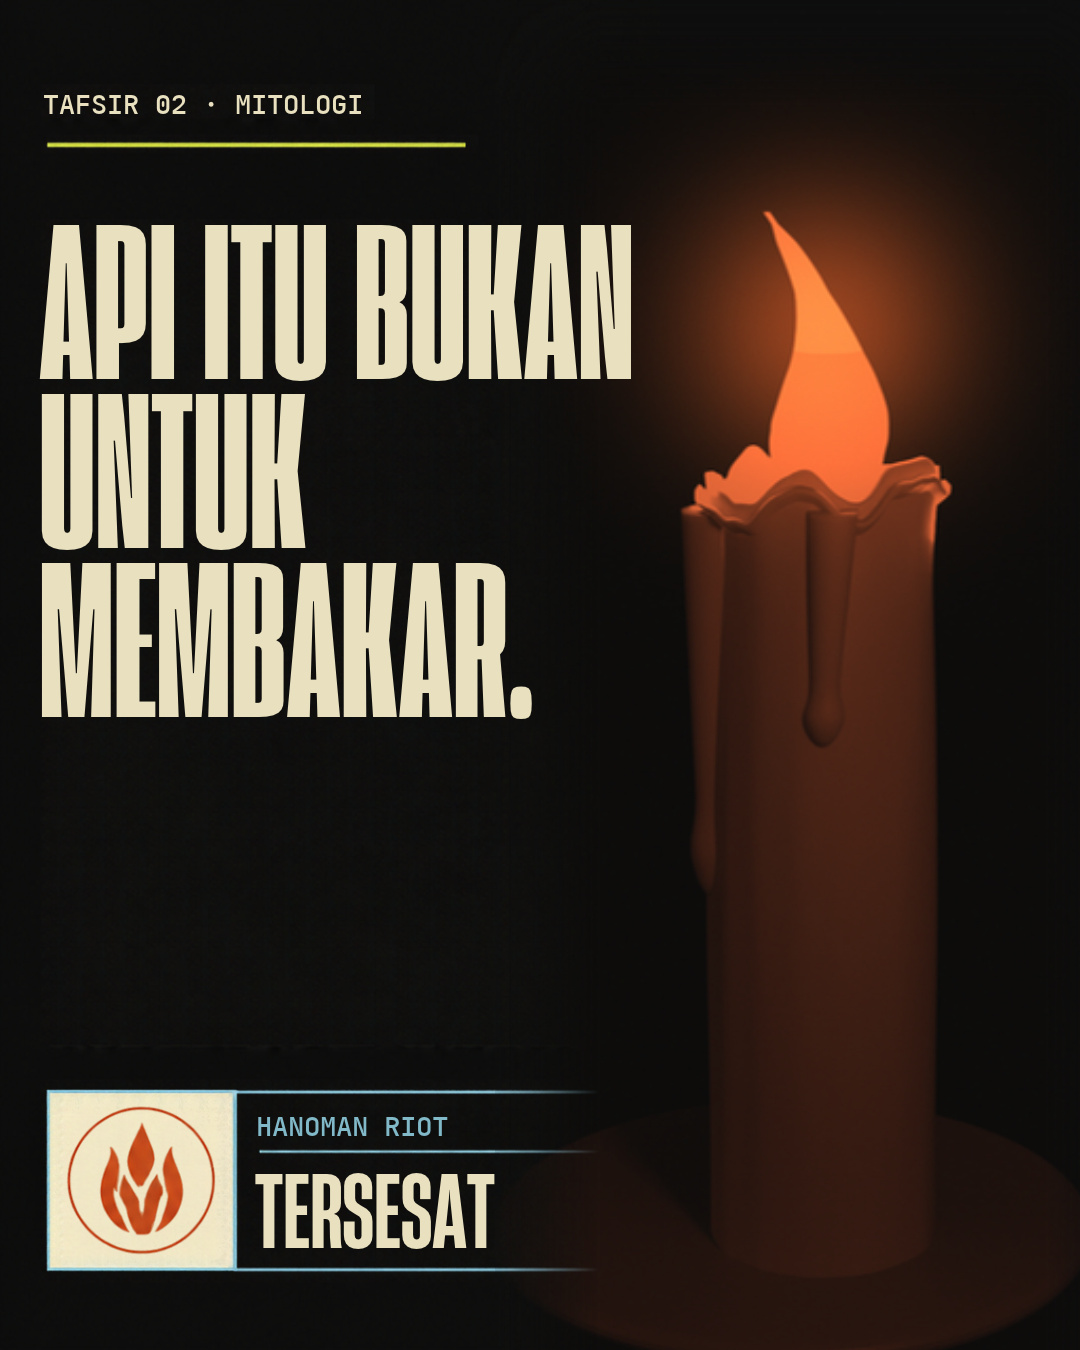 TAFSIR 02 · MITOLOGI
API ITU BUKAN
UNTUK
MEMBAKAR.
HANOMAN RIOT
TERSESAT